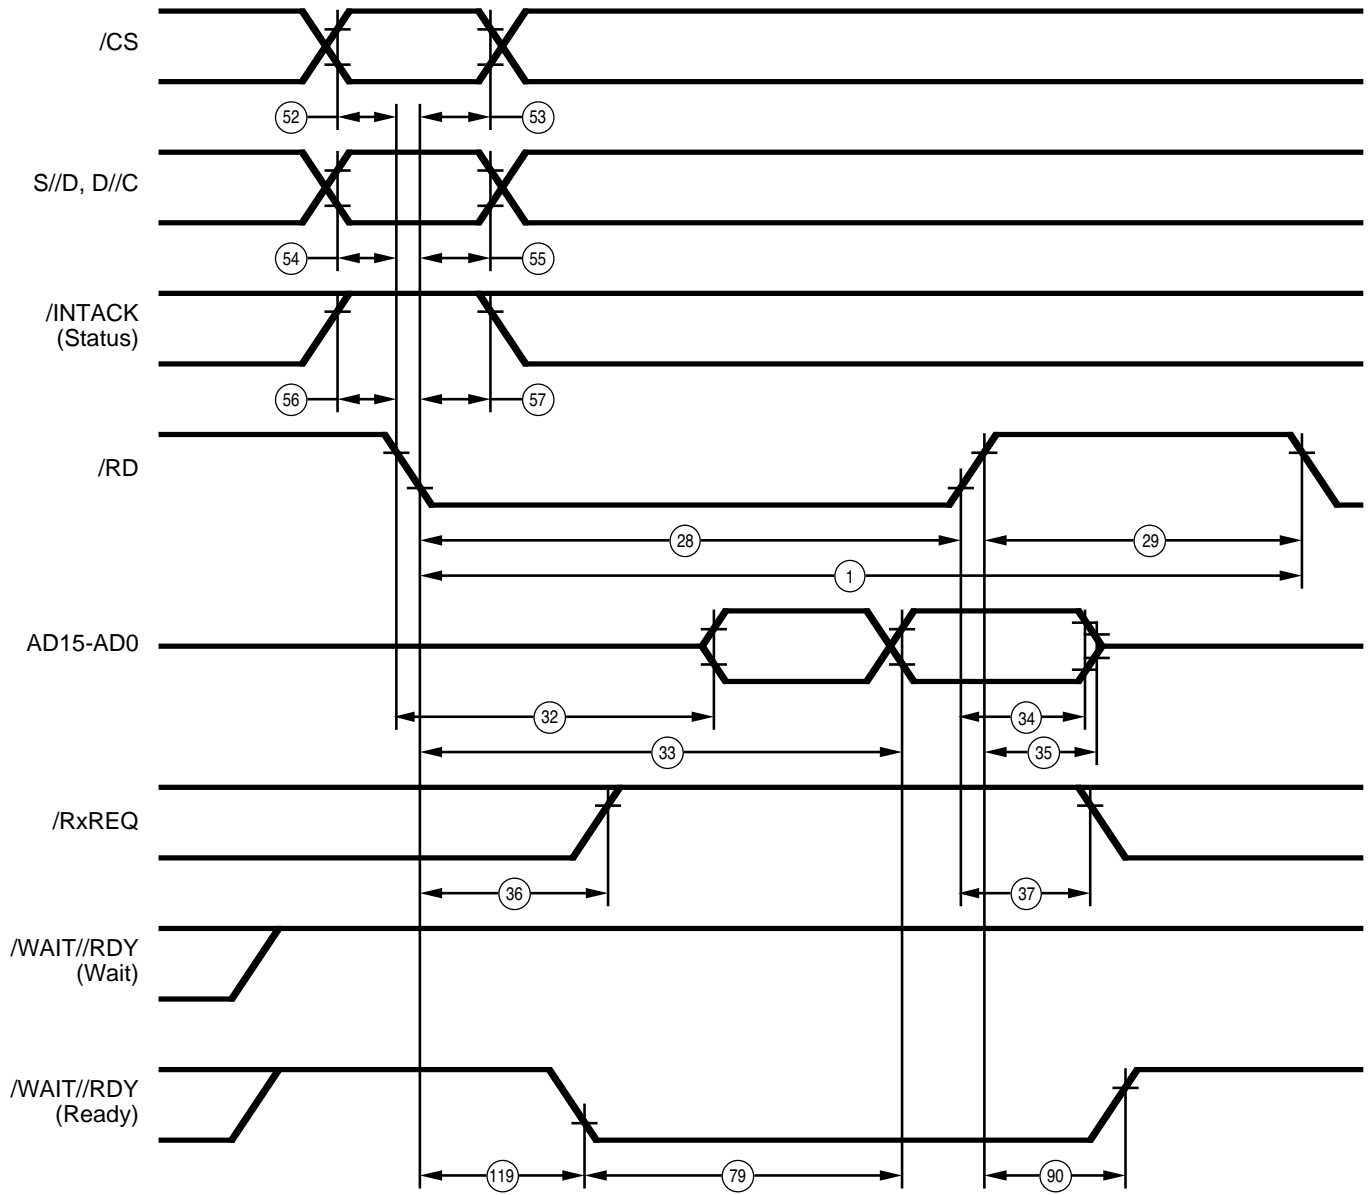 /CS
52
53
S//D, D//C
54
55
/INTACK
(Status)
56
57
/RD
28
29
1
AD15-AD0
32
34
33
35
/RxREQ
36
37
/WAIT//RDY
(Wait)
/WAIT//RDY
(Ready)
119
79
90